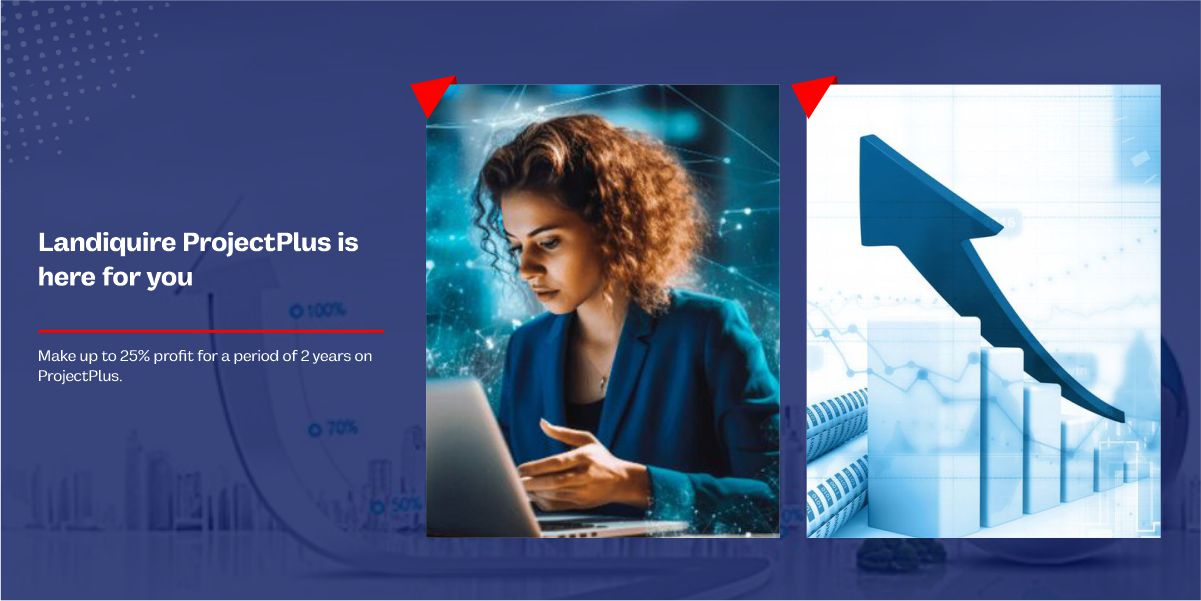 Landiquire ProjectPlus is
here for you
Make up to 25% profit for a period of 2 years on
ProjectPlus.
100%
70%
50%